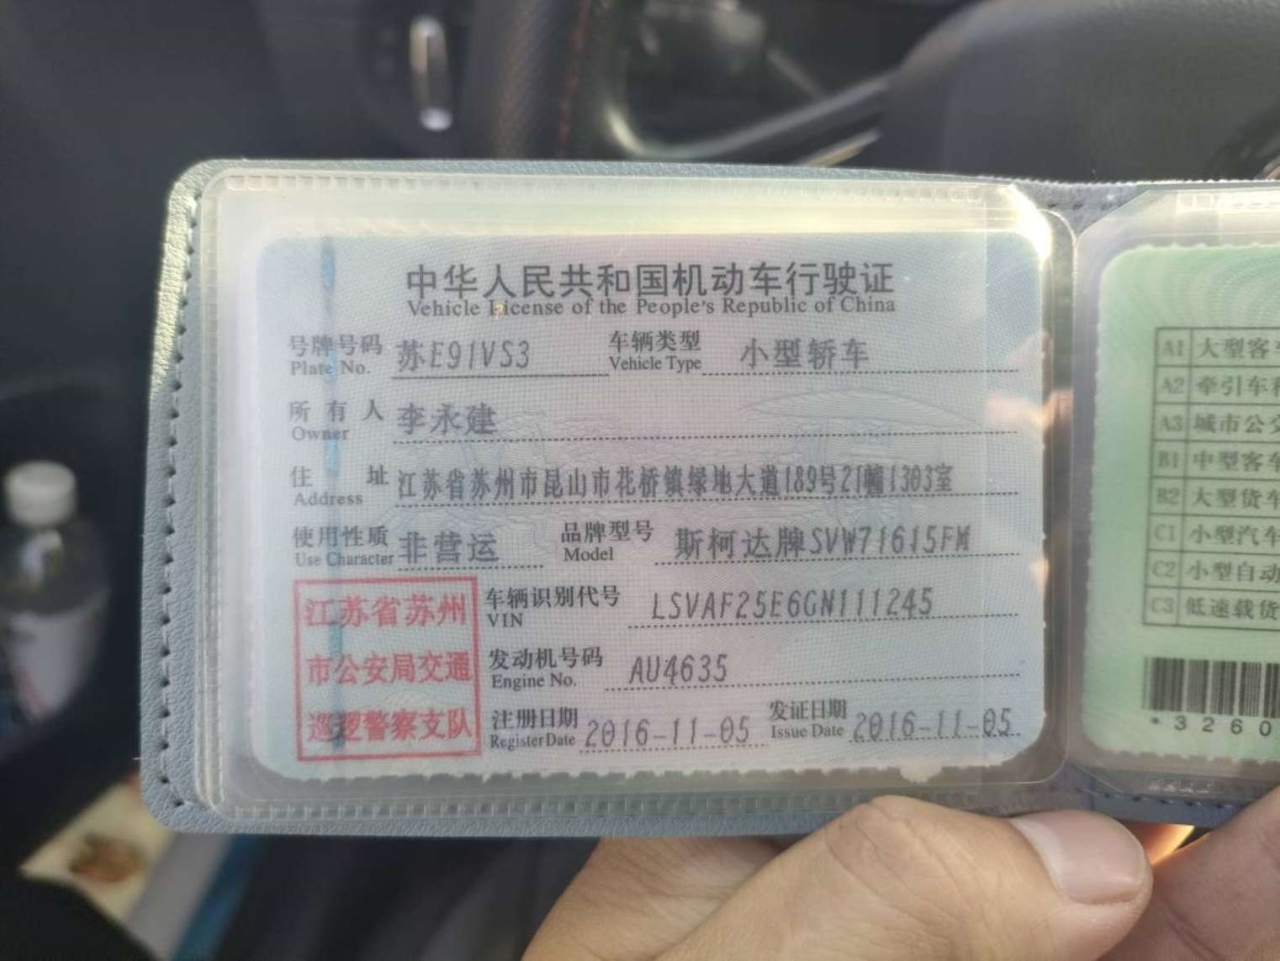 中华人民共和国机动车行驶证
Vehicle License of the People's Republic of China
号牌号码 苏E91VS3 车辆类型 小型轿车
Plate No. Vehicle Type
所有人 李永建
Owner
住址 江苏省苏州市昆山市花桥镇绿地大道189号21幢1303室
Address
使用性质 非营运 品牌型号 斯柯达牌SVW71615FM
Use Character Model
江苏省苏州
市公安局交通
巡逻警察支队
车辆识别代号 LSVAF25E6GN111245
VIN
发动机号码 AU4635
Engine No.
注册日期 2016-11-05 发证日期 2016-11-05
Register Date Issue Date
A1 大型客车
A2 牵引车
A3 城市公交
B1 中型客车
B2 大型货车
C1 小型汽车
C2 小型自动
C3 低速载货
*3260